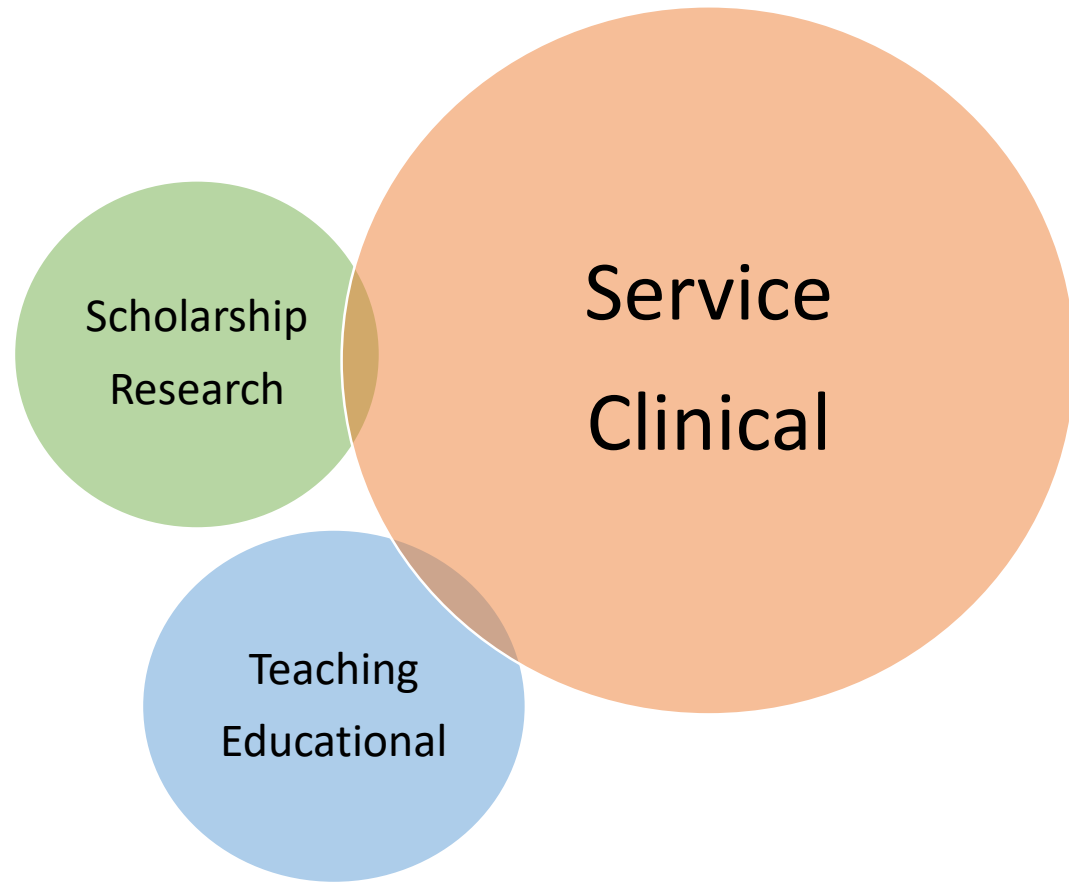 Scholarship
Research
Service
Clinical
Teaching
Educational